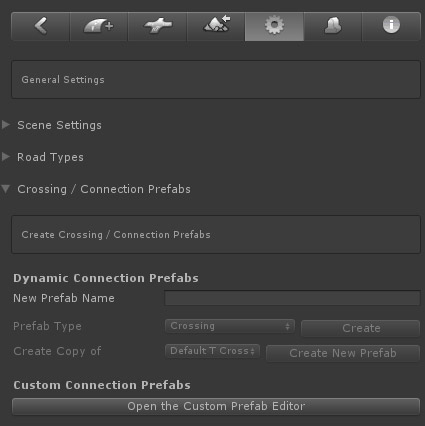 General Settings
Scene Settings
Road Types
Crossing / Connection Prefabs
Create Crossing / Connection Prefabs
Dynamic Connection Prefabs
New Prefab Name
Prefab Type Crossing Create
Create Copy of Default T Cross Create New Prefab
Custom Connection Prefabs
Open the Custom Prefab Editor